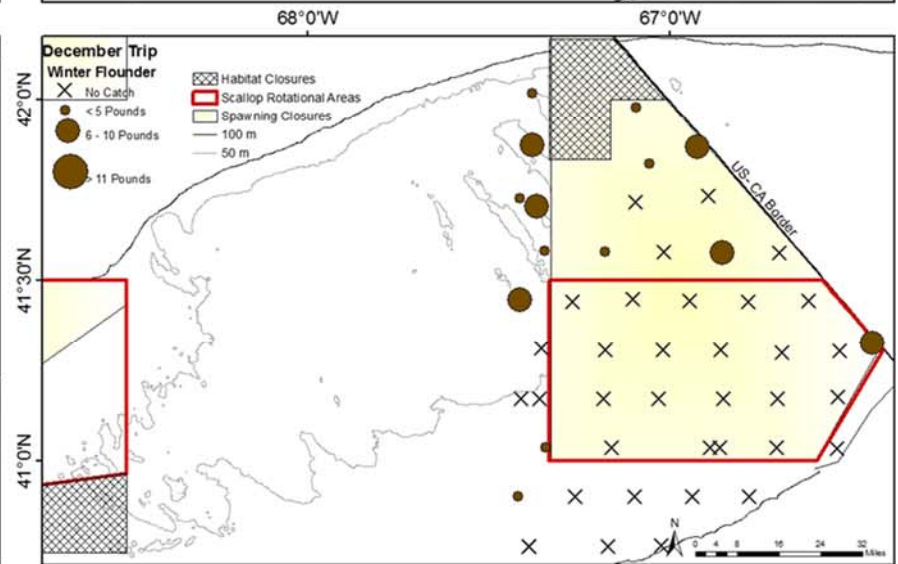 68°0'W
67°0'W
42°0'N
41°30'N
41°0'N
December Trip
Winter Flounder
No Catch
< 5 Pounds
6 - 10 Pounds
> 11 Pounds
Habitat Closures
Scallop Rotational Areas
Spawning Closures
100 m
50 m
US- CA Border
N
0 4 8 16 24 32
Miles